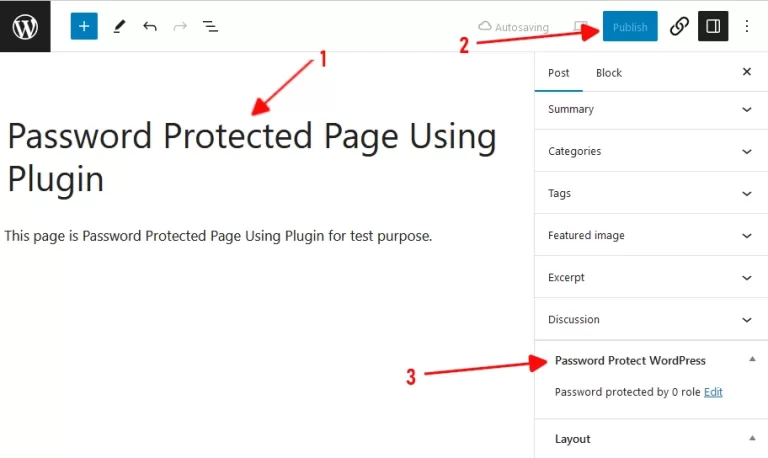 Autosaving
Publish
1
2
Post Block
Summary
Password Protected Page Using
Plugin
Categories
Tags
This page is Password Protected Page Using Plugin for test purpose.
Featured image
Excerpt
Discussion
3
Password Protect WordPress
Password protected by 0 role Edit
Layout